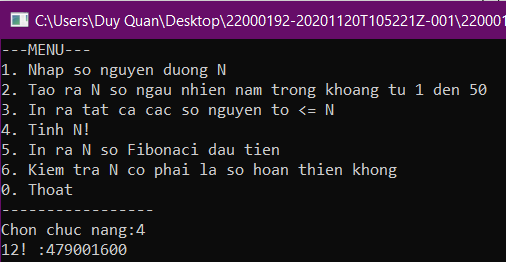 C:\Users\Duy Quan\Desktop\22000192-20201120T105221Z-001\220001
---MENU---
1. Nhap so nguyen duong N
2. Tao ra N so ngau nhien nam trong khoang tu 1 den 50
3. In ra tat ca cac so nguyen to <= N
4. Tinh N!
5. In ra N so Fibonaci dau tien
6. Kiem tra N co phai la so hoan thien khong
0. Thoat
-----------------
Chon chuc nang:4
12! :479001600